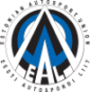 ESTONIAN AUTOSPORT UNION
EAL
EESTI AUTOSPORDI LIIT